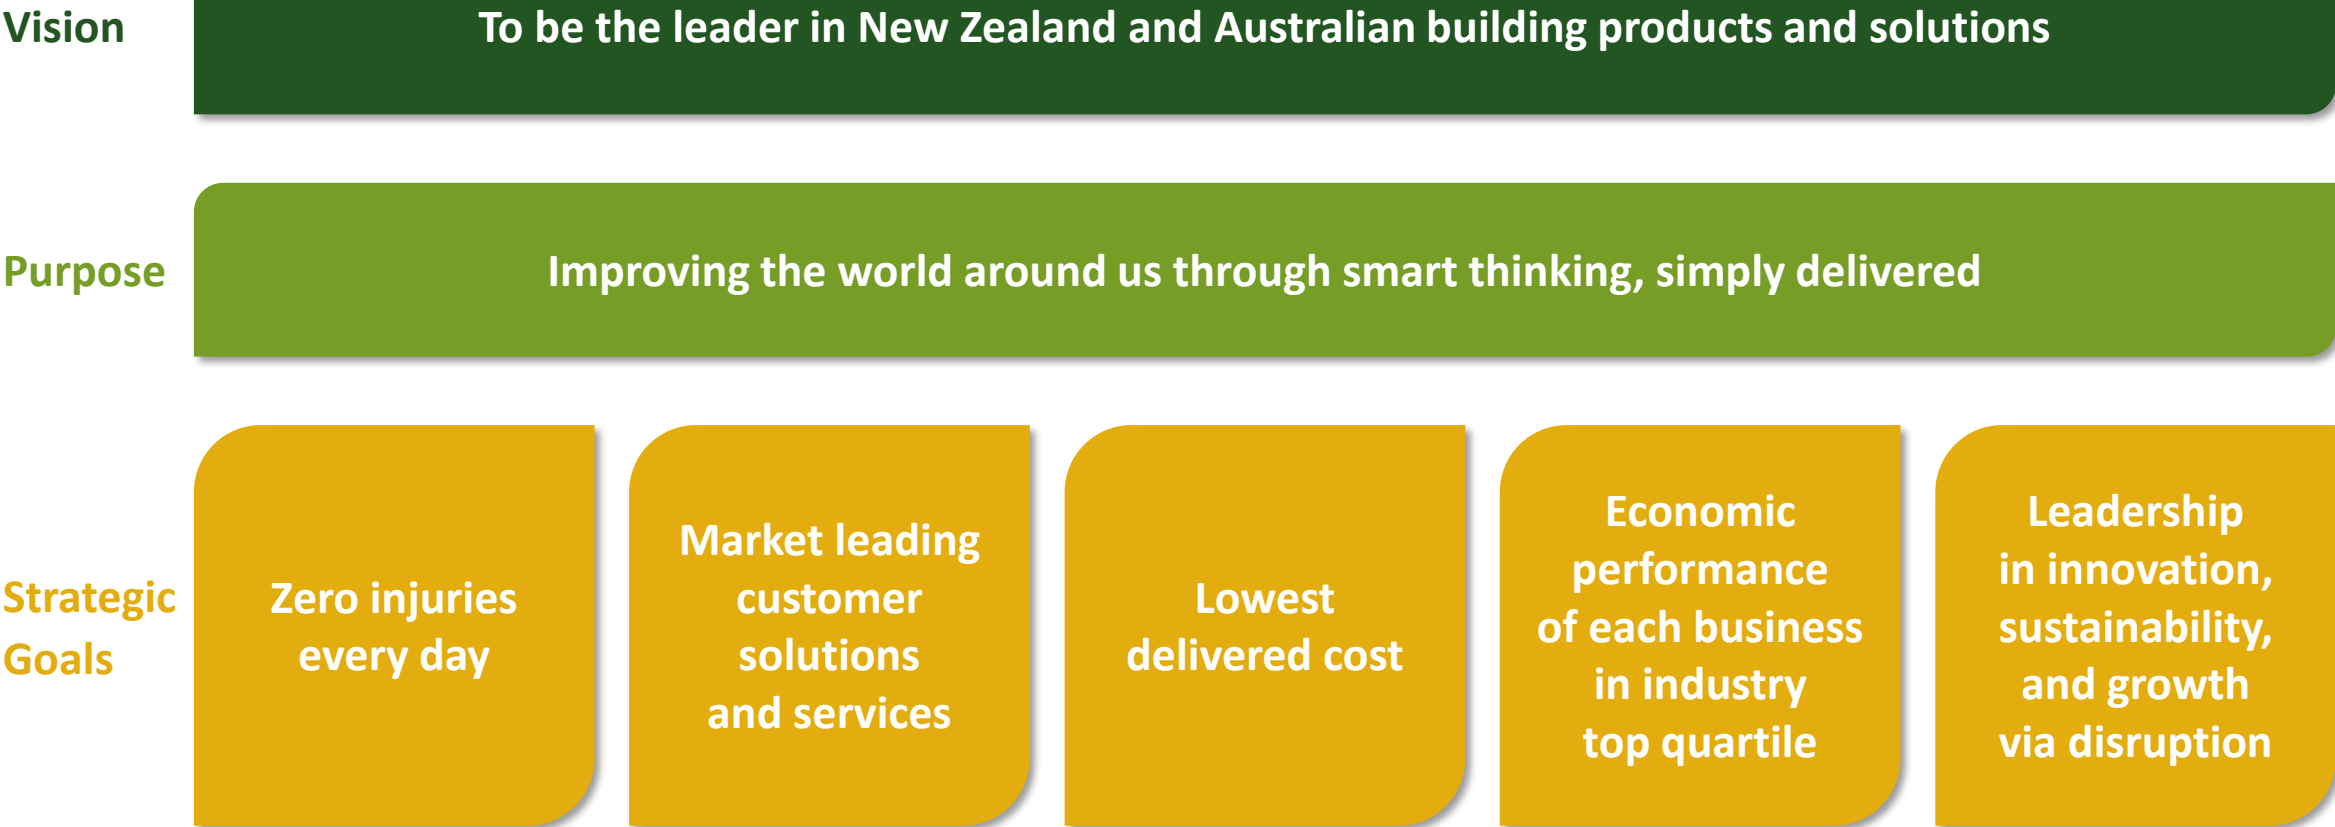 Vision
To be the leader in New Zealand and Australian building products and solutions
Purpose
Improving the world around us through smart thinking, simply delivered
Strategic
Goals
Zero injuries
every day
Market leading
customer
solutions
and services
Lowest
delivered cost
Economic
performance
of each business
in industry
top quartile
Leadership
in innovation,
sustainability,
and growth
via disruption